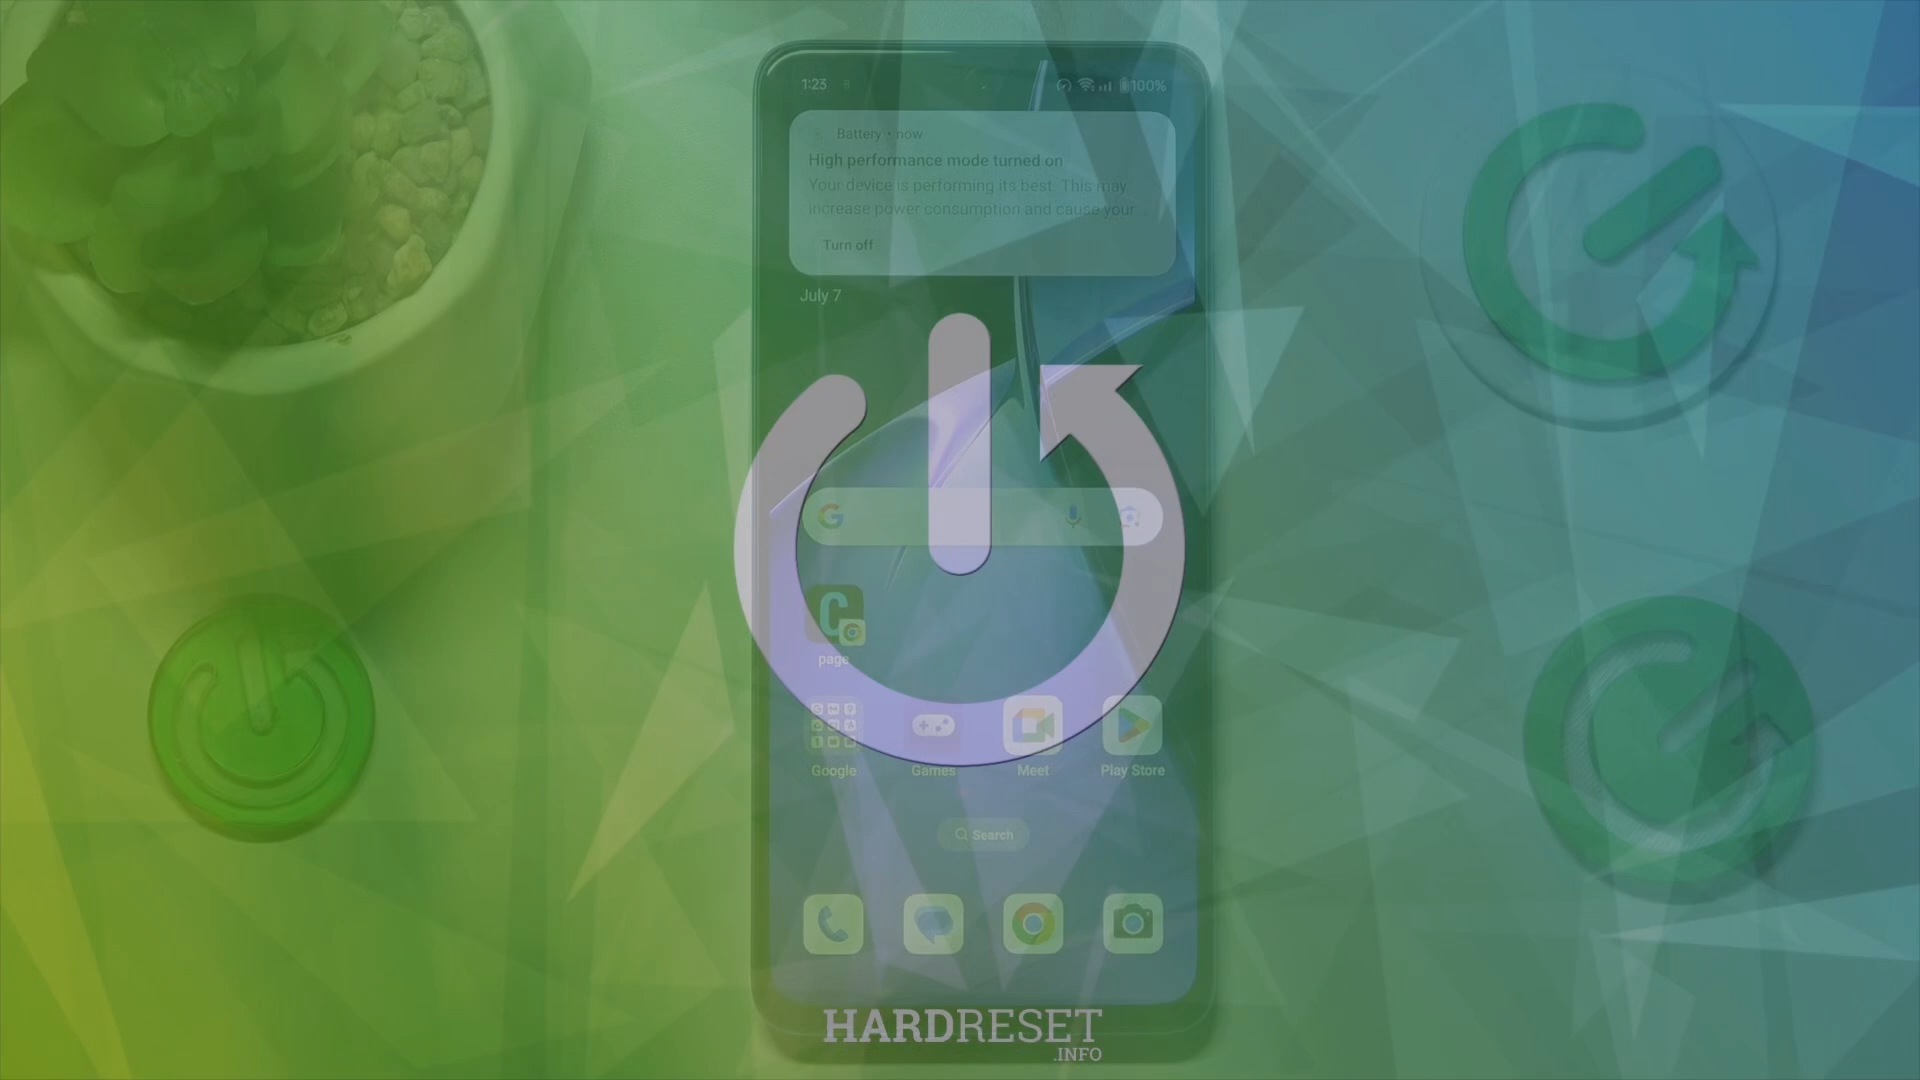 1:23
100%
Battery • now
High performance mode turned on
Your device is performing its best. This may
increase power consumption and cause your
Turn off
July 7
page
Google
Games
Meet
Play Store
Search
HARDRESET
.INFO